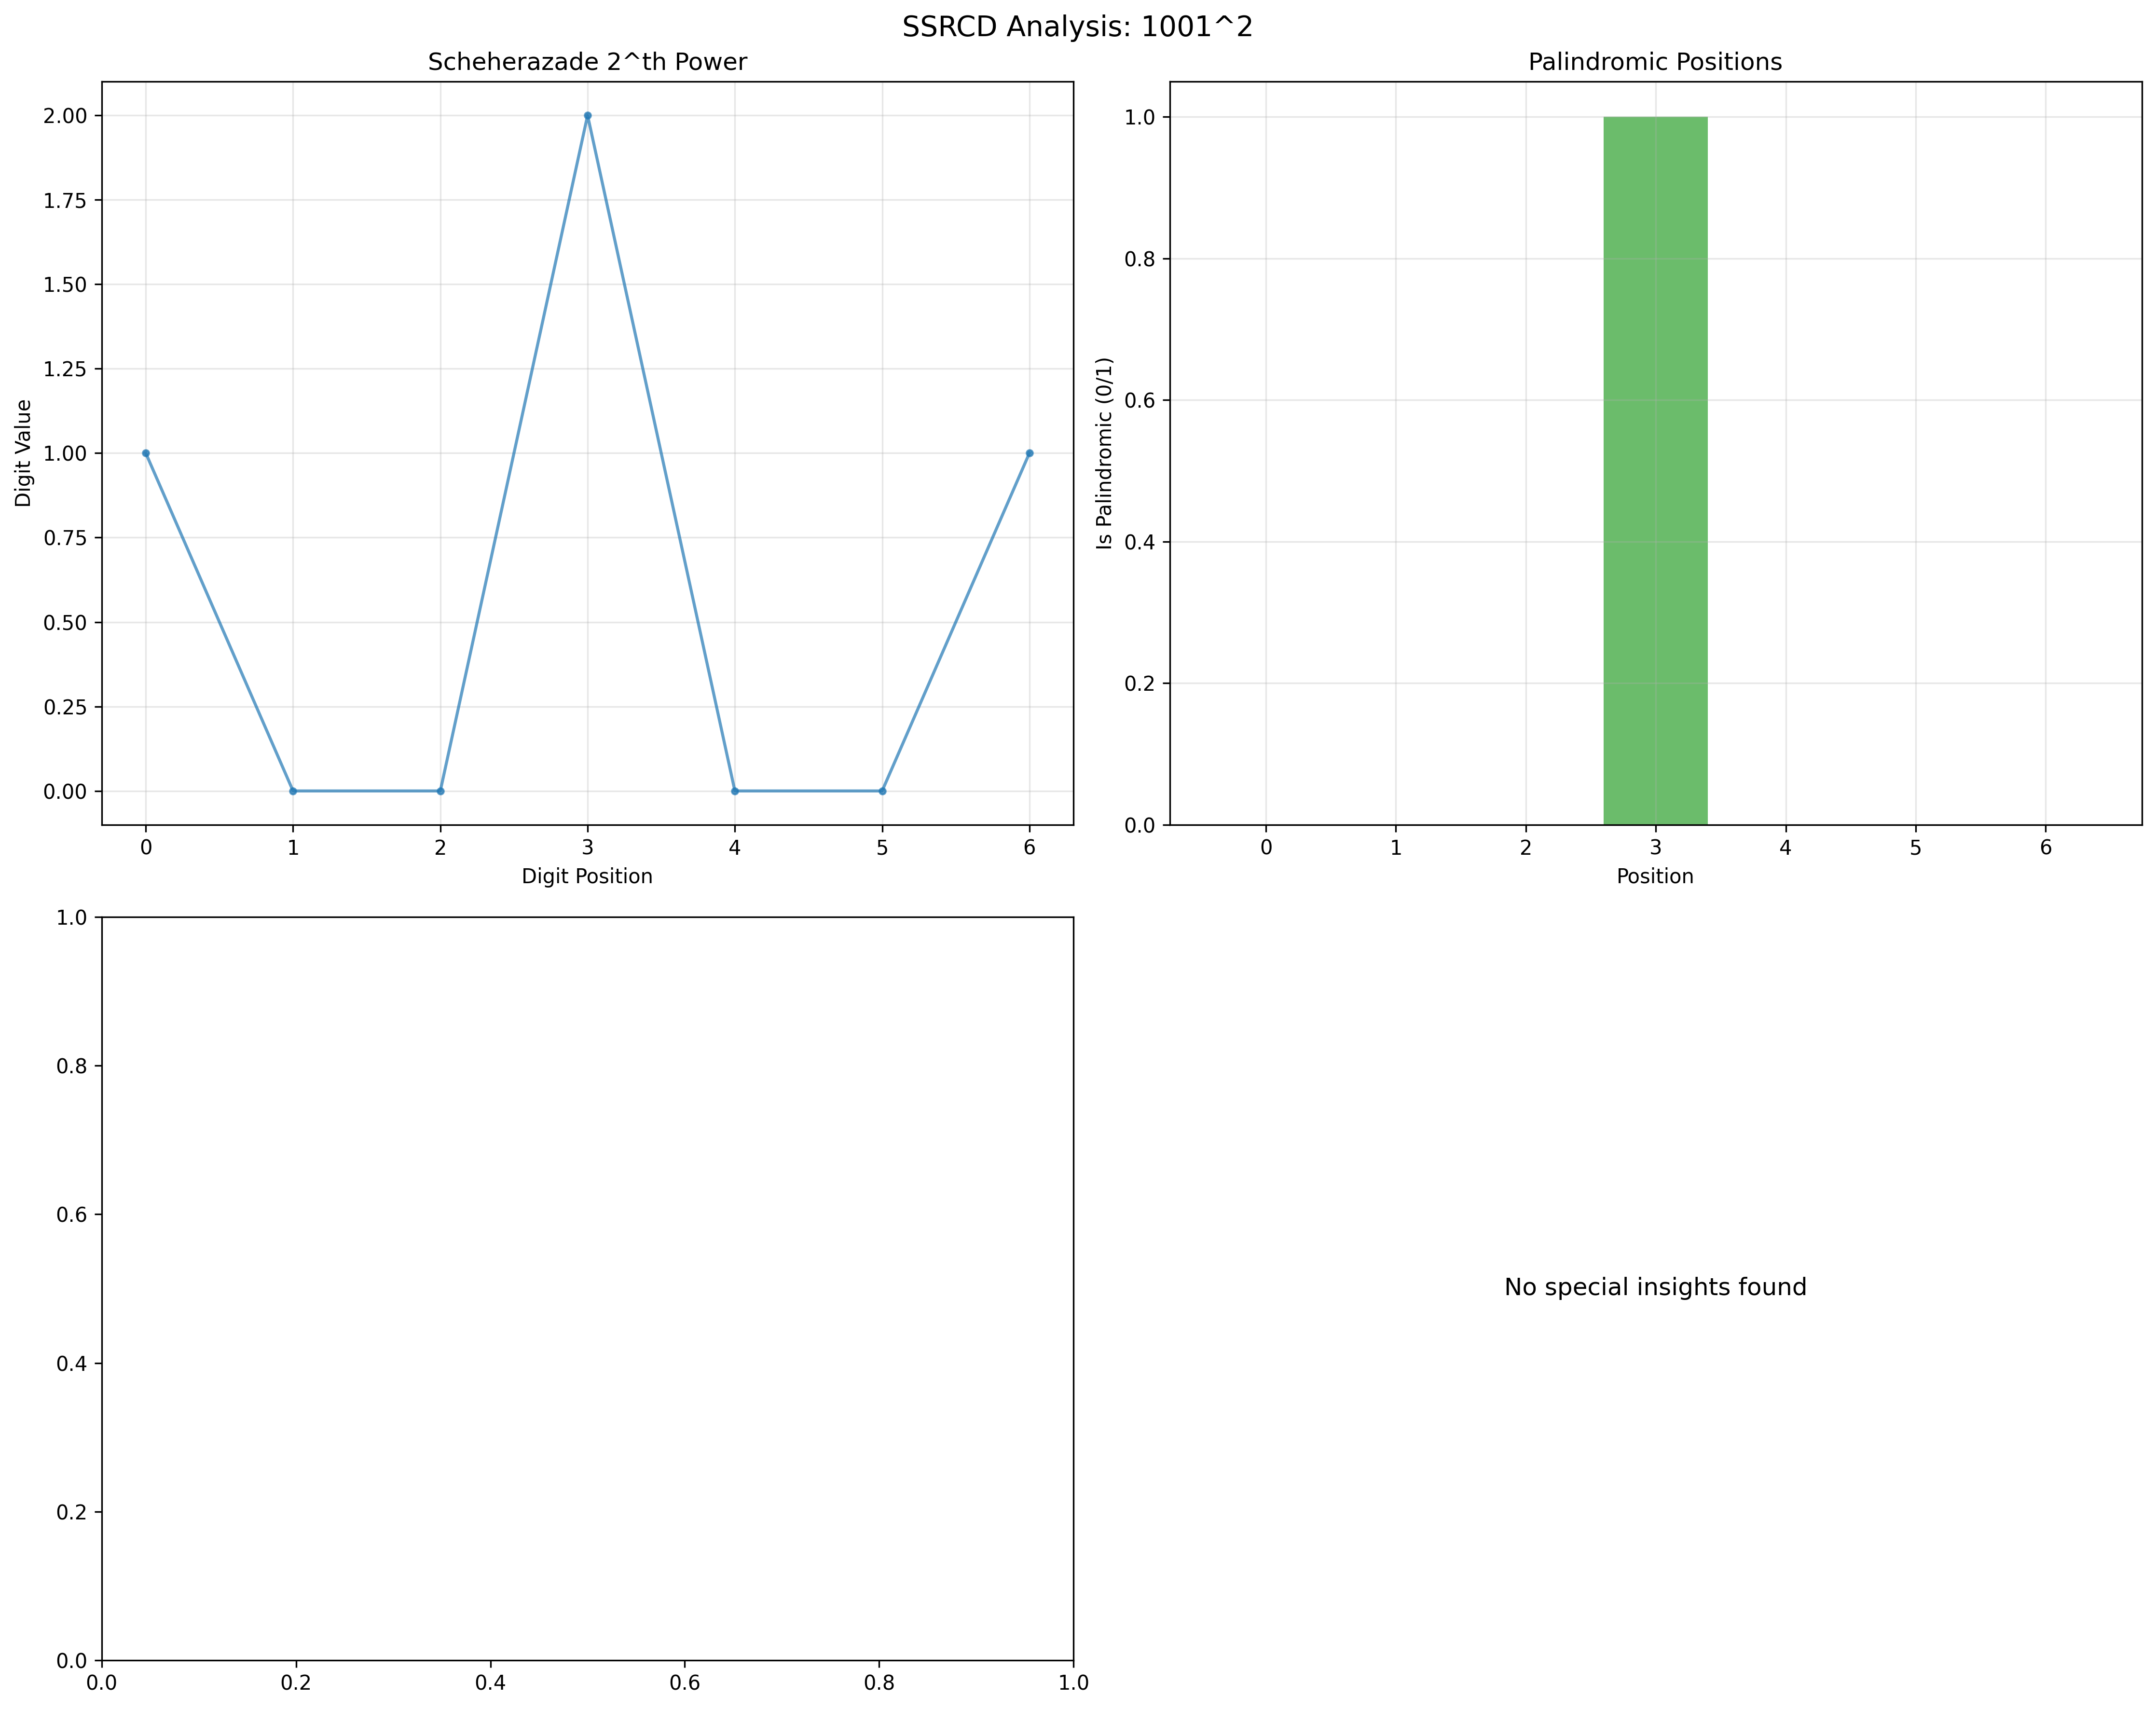 SSRCD Analysis: 1001^2
Scheherazade 2^th Power
Digit Value
2.00
1.75
1.50
1.25
1.00
0.75
0.50
0.25
0.00
0 1 2 3 4 5 6
Digit Position
Palindromic Positions
Is Palindromic (0/1)
1.0
0.8
0.6
0.4
0.2
0.0
0 1 2 3 4 5 6
Position
1.0
0.8
0.6
0.4
0.2
0.0
0.0 0.2 0.4 0.6 0.8 1.0
No special insights found